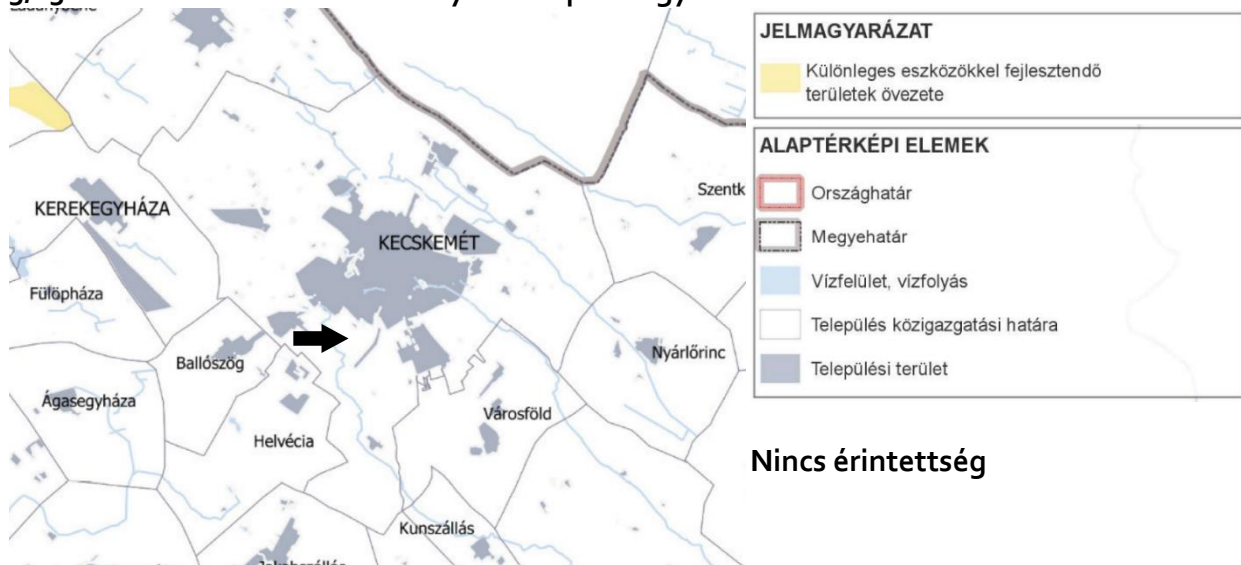 JELMAGYARÁZAT
Különleges eszközökkel fejlesztendő
területek övezete
ALAPTÉRKÉPI ELEMEK
Országhatár
Megyehatár
Vízfelület, vízfolyás
Település közigazgatási határa
Települési terület
Nincs érintettség
KEREKEGYHÁZA
KECSKEMÉT
Szentk
Fülöpháza
Ballószög
Nyárlőrinc
Ágasegyháza
Városföld
Helvécia
Kunszállás